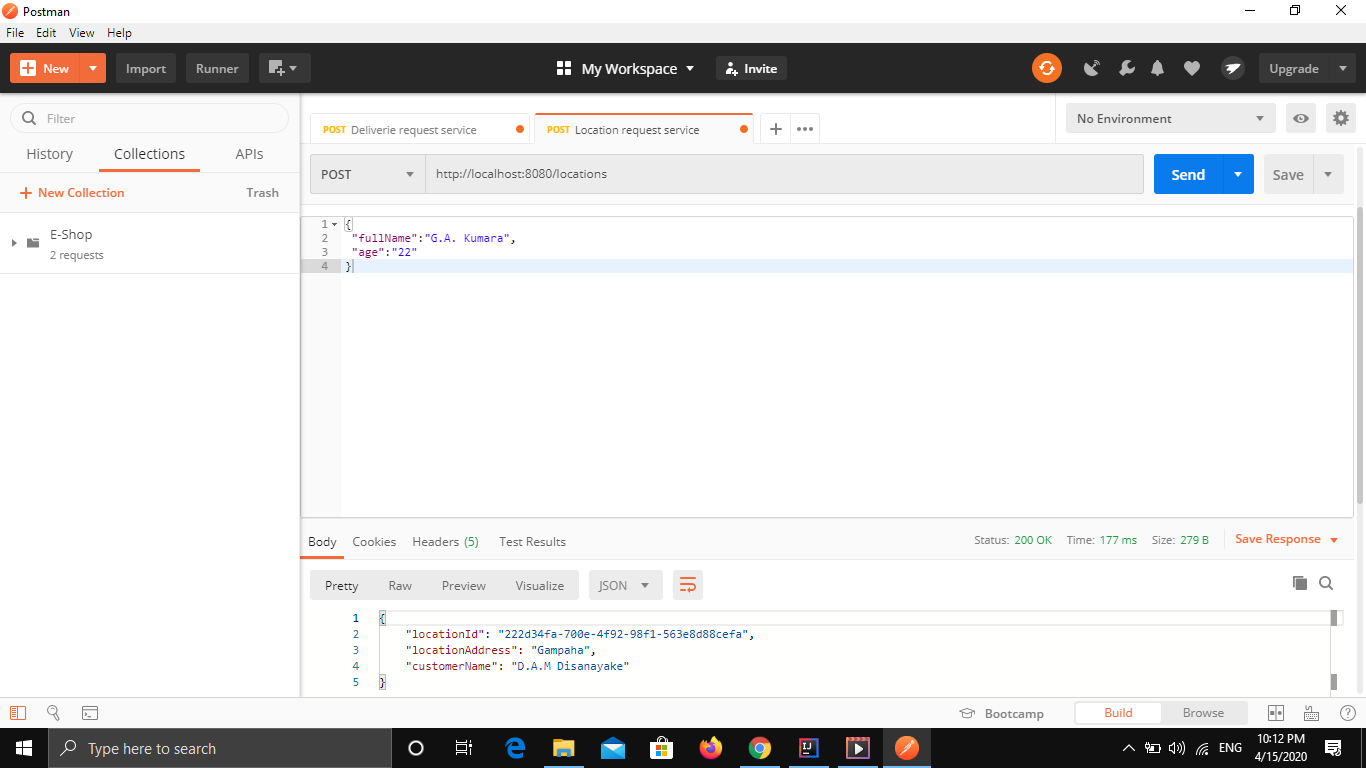 Postman
File Edit View Help
New Import Runner My Workspace Invite Upgrade
Filter
History Collections APIs
+ New Collection Trash
E-Shop
2 requests
POST Deliverie request service POST Location request service + •••
No Environment
POST http://localhost:8080/locations Send Save
1 {
2 "fullName":"G.A. Kumara",
3 "age":"22"
4 }
Body Cookies Headers (5) Test Results Status: 200 OK Time: 177 ms Size: 279 B Save Response
Pretty Raw Preview Visualize JSON
1 {
2 "locationId": "222d34fa-700e-4f92-98f1-563e8d88cefa",
3 "locationAddress": "Gampaha",
4 "customerName": "D.A.M Disanayake"
5 }
Bootcamp Build Browse
Type here to search ENG 10:12 PM
4/15/2020